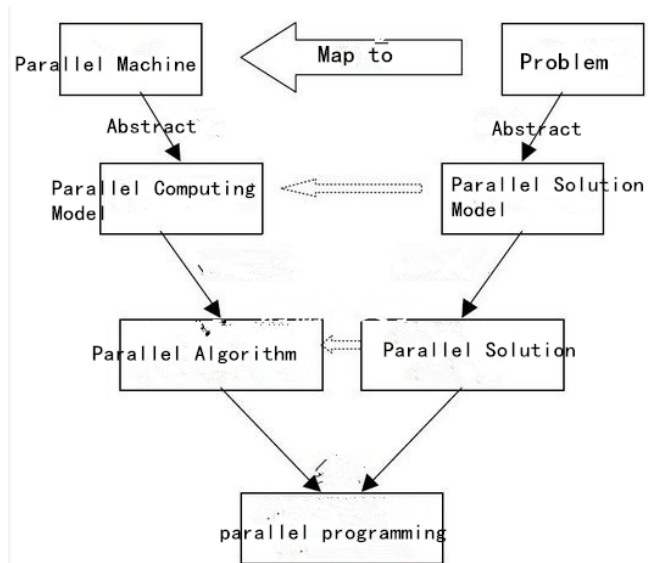 Parallel Machine
Map to
Problem
Abstract
Abstract
Parallel Computing
Model
Parallel Solution
Model
Parallel Algorithm
Parallel Solution
parallel programming